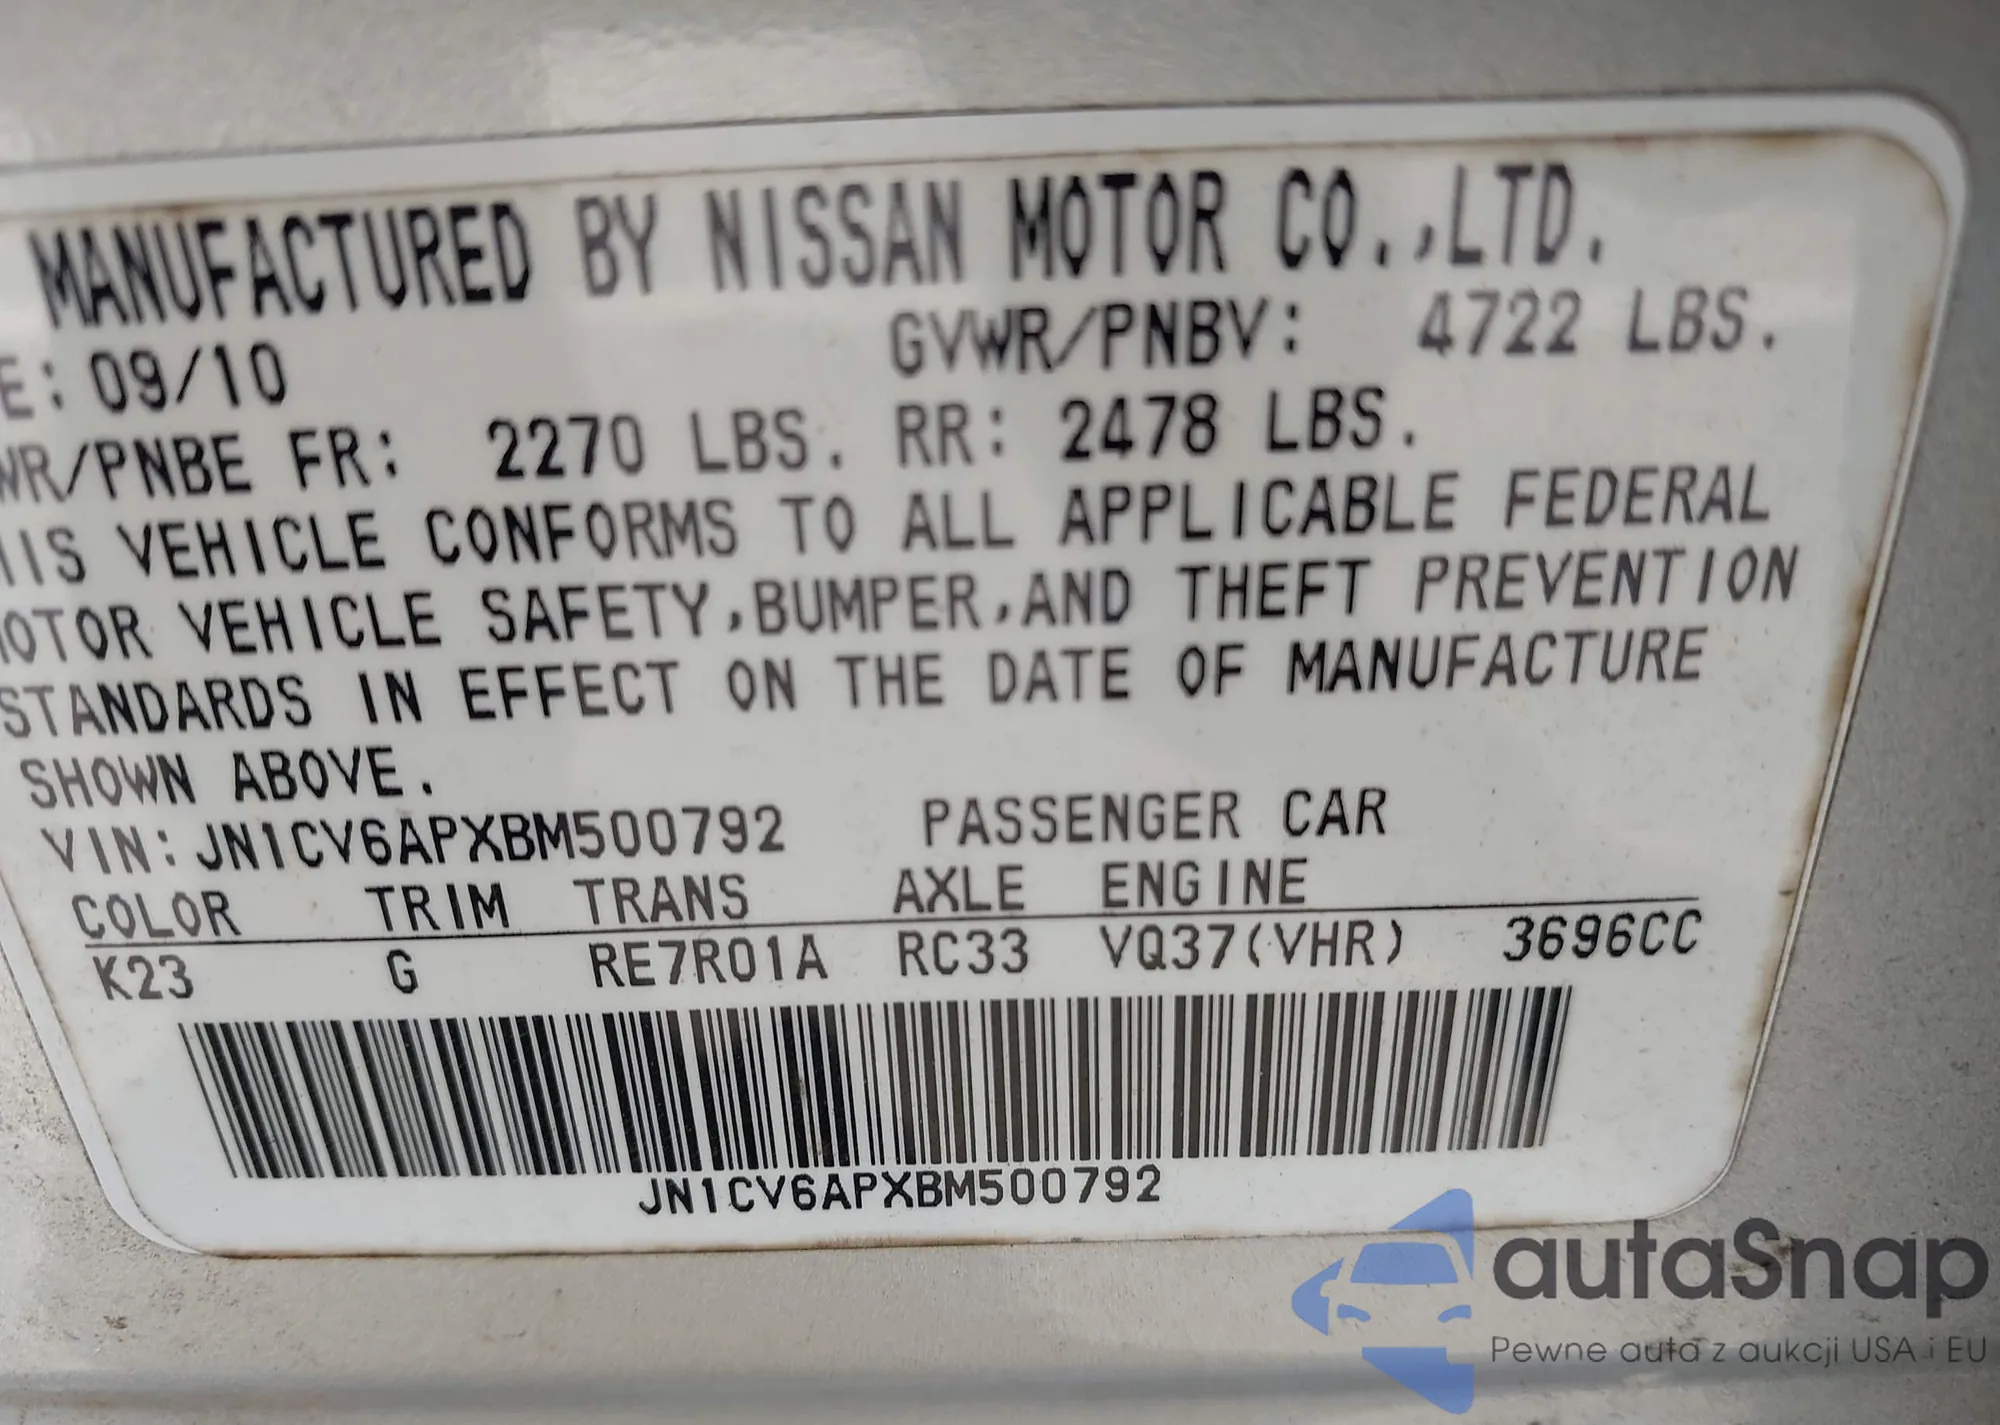 MANUFACTURED BY NISSAN MOTOR CO.,LTD.
E: 09/10 GVWR/PNBV: 4722 LBS.
WR/PNBE FR: 2270 LBS. RR: 2478 LBS.
HIS VEHICLE CONFORMS TO ALL APPLICABLE FEDERAL
OTOR VEHICLE SAFETY,BUMPER,AND THEFT PREVENTION
STANDARDS IN EFFECT ON THE DATE OF MANUFACTURE
SHOWN ABOVE.
VIN: JN1CV6APXBM500792 PASSENGER CAR
COLOR TRIM TRANS AXLE ENGINE
K23 G RE7R01A RC33 VQ37(VHR) 3696CC
JN1CV6APXBM500792
autaSnap
Pewne auta z aukcji USA i EU